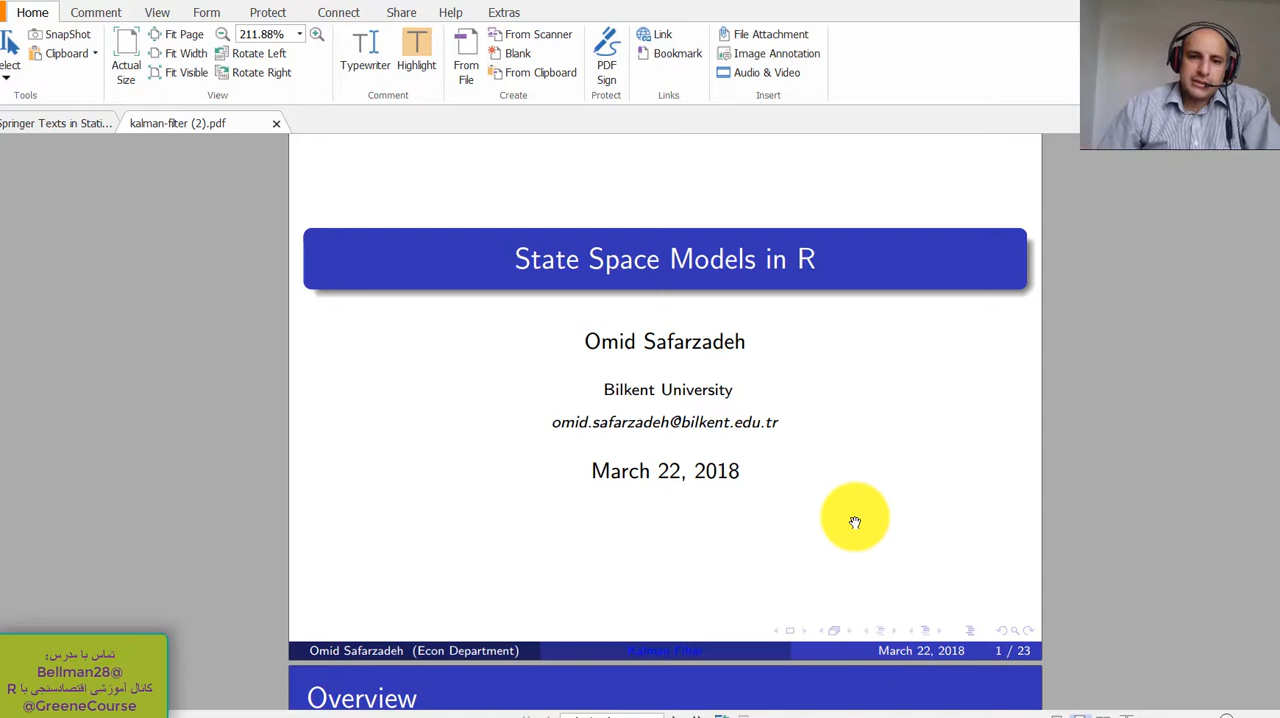 Home Comment View Form Protect Connect Share Help Extras
SnapShot Fit Page 211.88% From Scanner Link File Attachment
Clipboard Fit Width Rotate Left Blank Bookmark Image Annotation
Fit Visible Rotate Right From Clipboard Audio & Video
elect Actual Size Typewriter Highlight From File PDF Sign
Tools View Comment Create Protect Links Insert
Springer Texts in Stati... kalman-fiter (2).pdf
State Space Models in R
Omid Safarzadeh
Bilkent University
omid.safarzadeh@bilkent.edu.tr
March 22, 2018
Omid Safarzadeh (Econ Department) Kalman Filter March 22, 2018 1 / 23
Overview
تماس با مدرس:
@Bellman28
کانال آموزشی اقتصادسنجی با R
@GreeneCourse